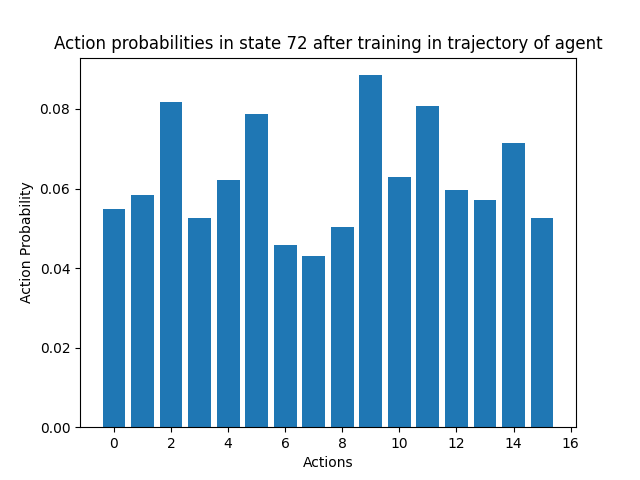 Action probabilities in state 72 after training in trajectory of agent
0.08
0.06
0.04
0.02
0.00
Action Probability
0 2 4 6 8 10 12 14 16
Actions